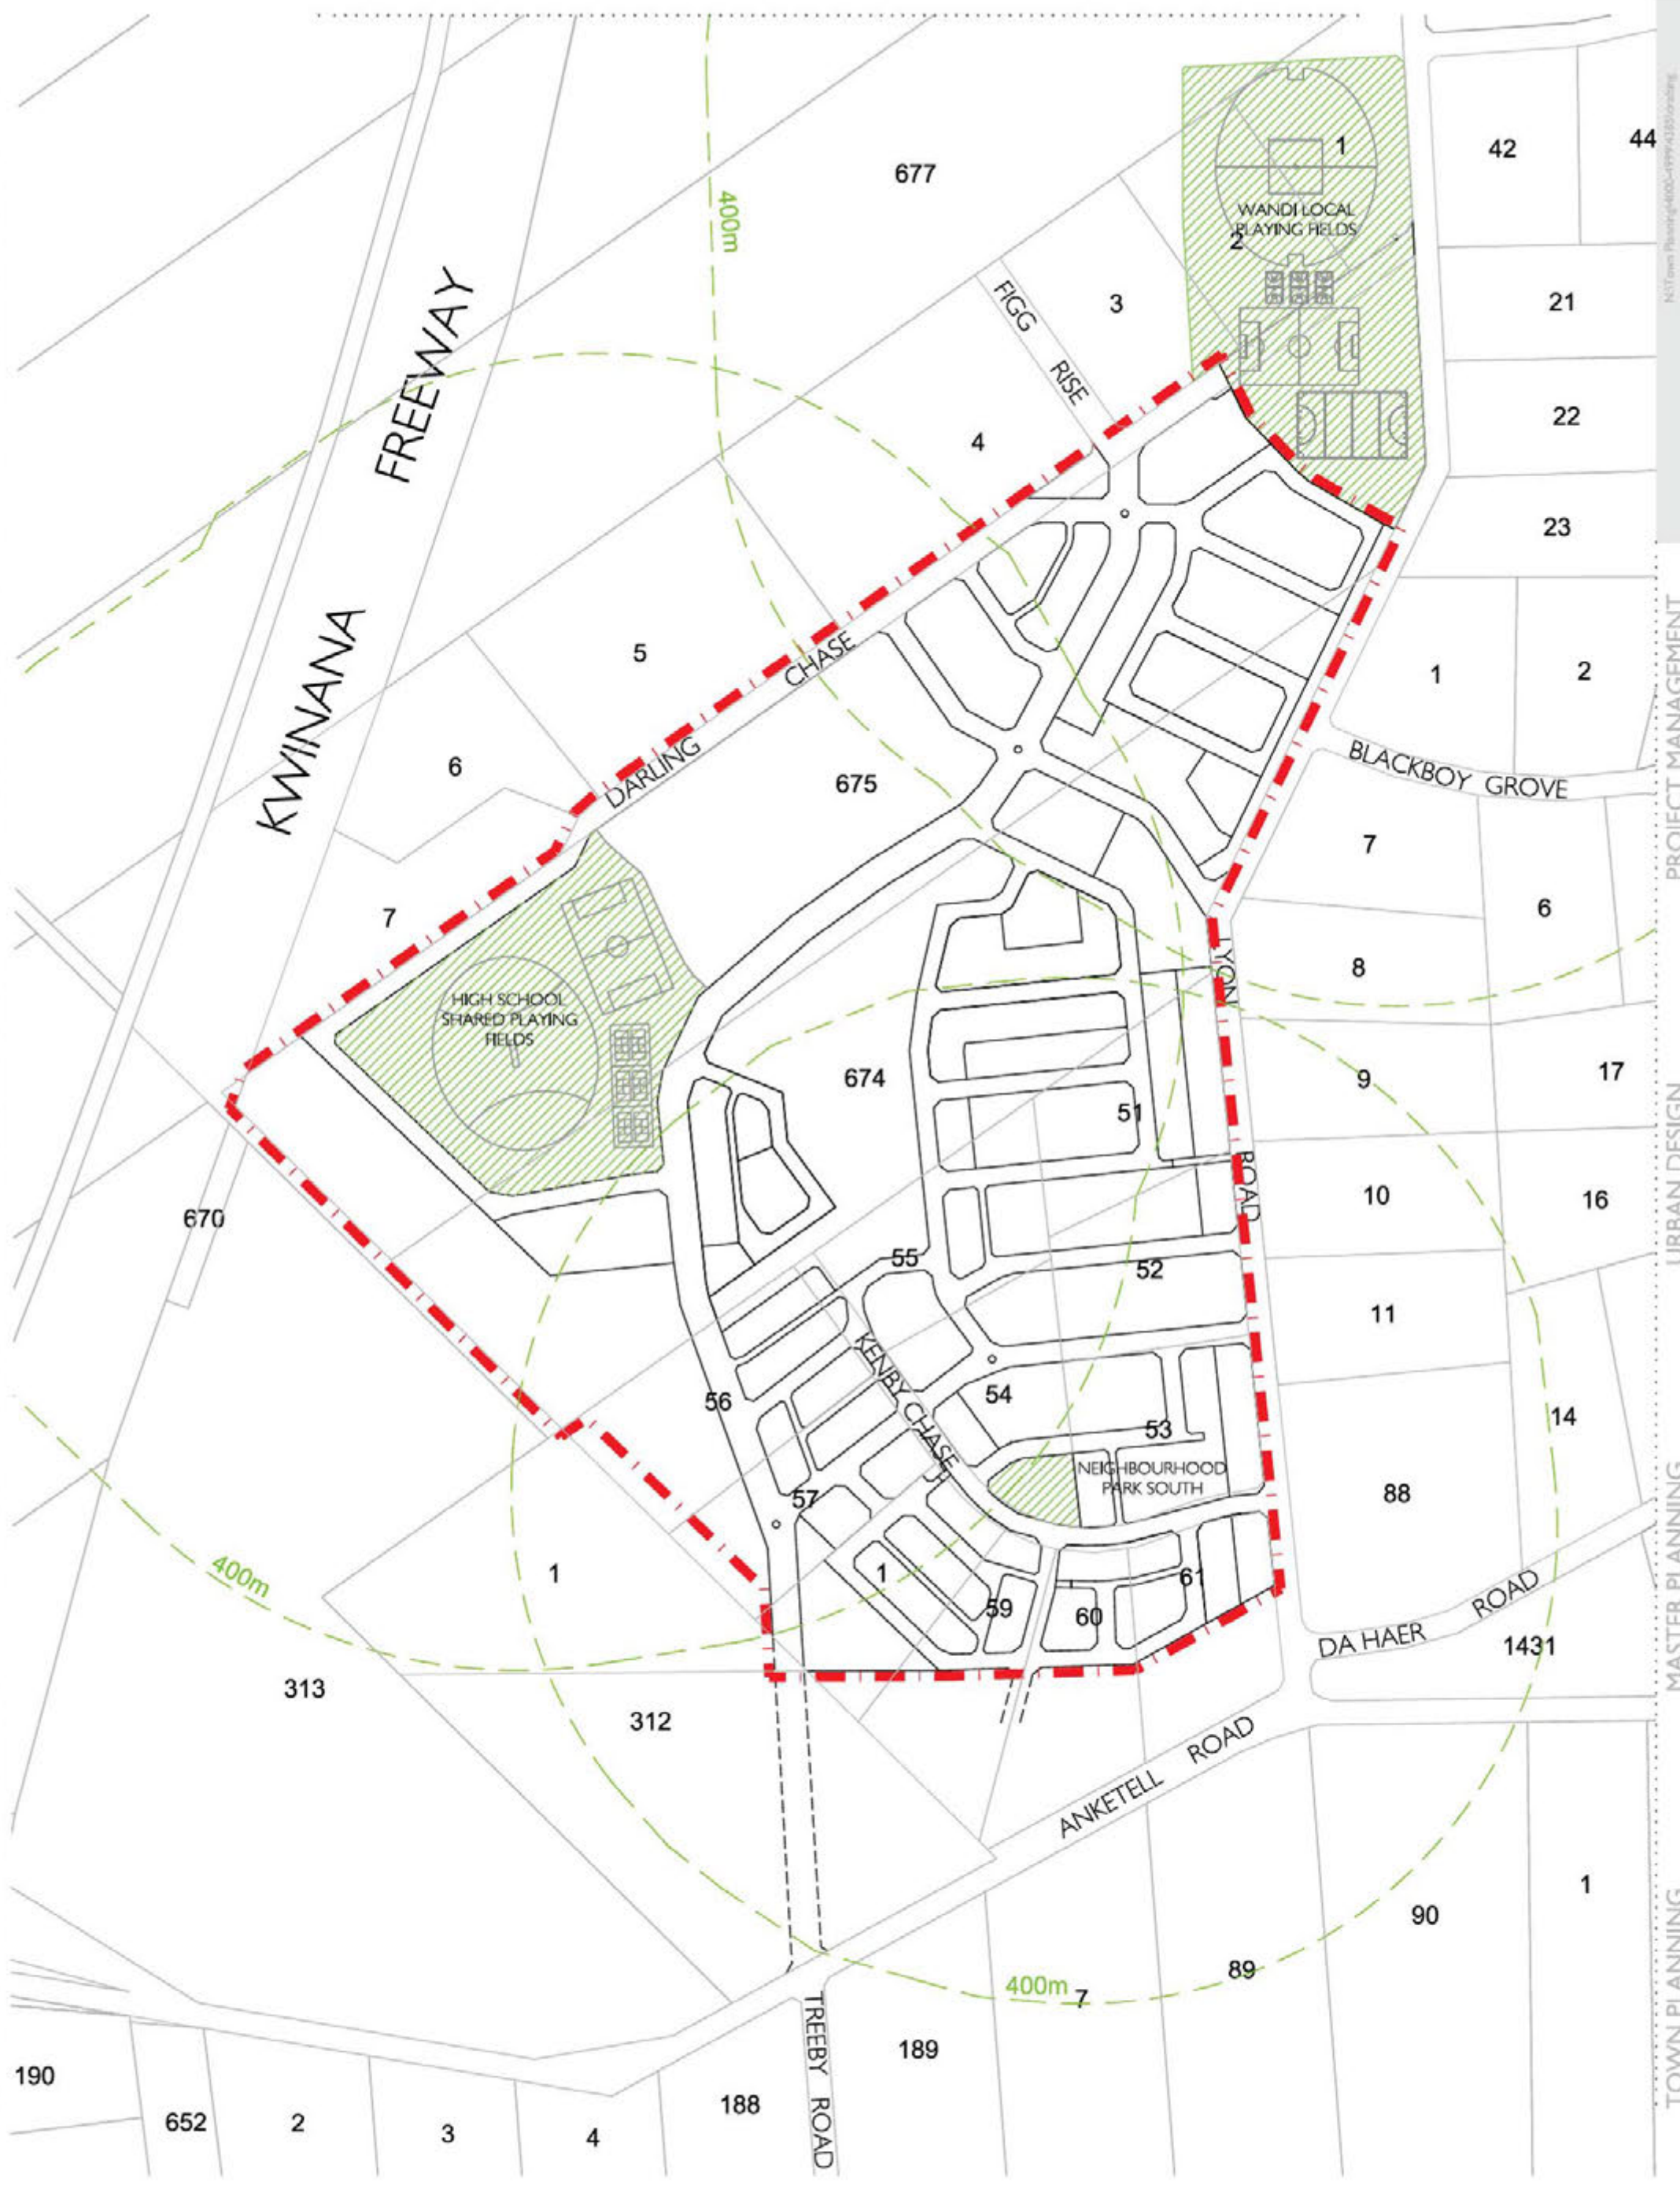 677
400m
1
42
44
WANDI LOCAL
PLAYING FIELDS
2
FIGG RISE
3
21
22
4
23
KWINANA FREEWAY
5
6
7
DARLING CHASE
675
1
2
BLACKBOY GROVE
7
6
8
HIGH SCHOOL
SHARED PLAYING
FIELDS
LYON ROAD
674
51
9
17
670
10
16
55
52
11
56
KENBY CHASE
54
53
14
NEIGHBOURHOOD
PARK SOUTH
88
57
400m
1
1
59
60
61
DA HAER ROAD
1431
313
312
ANKETELL ROAD
1
90
89
400m
7
TREEBY ROAD
189
190
652
2
3
4
188
PROJECT MANAGEMENT
URBAN DESIGN
MASTER PLANNING
TOWN PLANNING